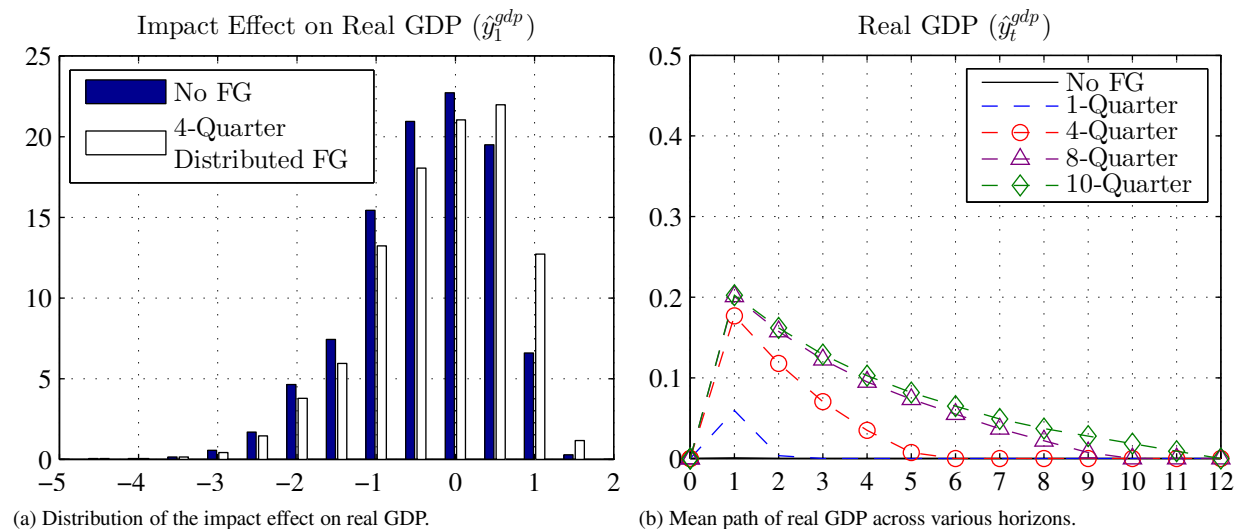 Impact Effect on Real GDP (ŷ₁^gdp)
25
20
15
10
5
0
No FG
4-Quarter
Distributed FG
−5 −4 −3 −2 −1 0 1 2
(a) Distribution of the impact effect on real GDP.
Real GDP (ŷₜ^gdp)
0.5
0.4
0.3
0.2
0.1
0
No FG
1-Quarter
4-Quarter
8-Quarter
10-Quarter
0 1 2 3 4 5 6 7 8 9 10 11 12
(b) Mean path of real GDP across various horizons.